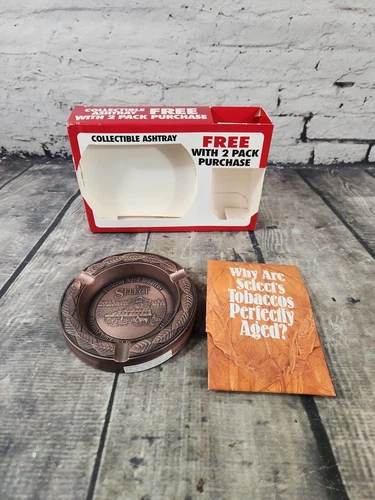 COLLECTIBLE
ASHTRAY FREE
WITH 2 PACK PURCHASE
COLLECTIBLE ASHTRAY
FREE
WITH 2 PACK
PURCHASE
SELECT
Why Are
Select's
Tobaccos
Perfectly
Aged?